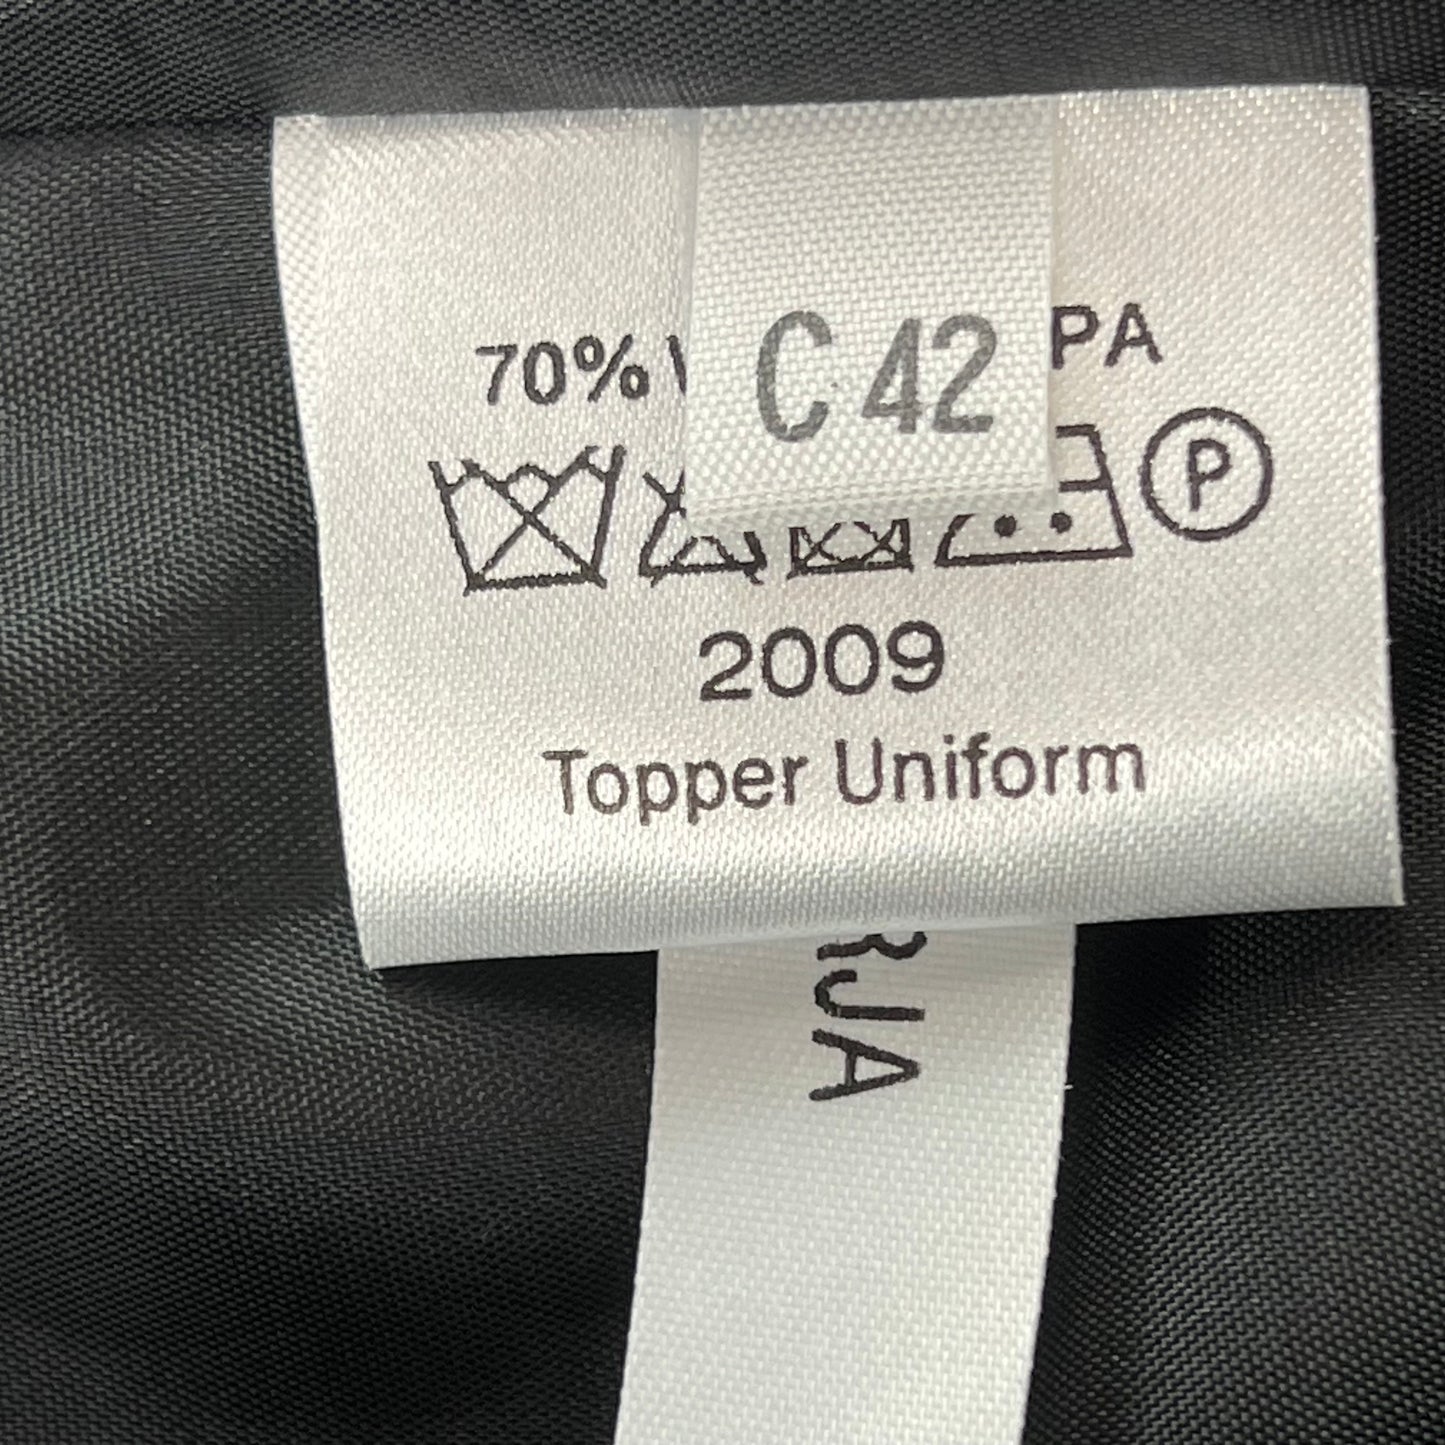 70%
PA
C 42
P
2009
Topper Uniform
RJA